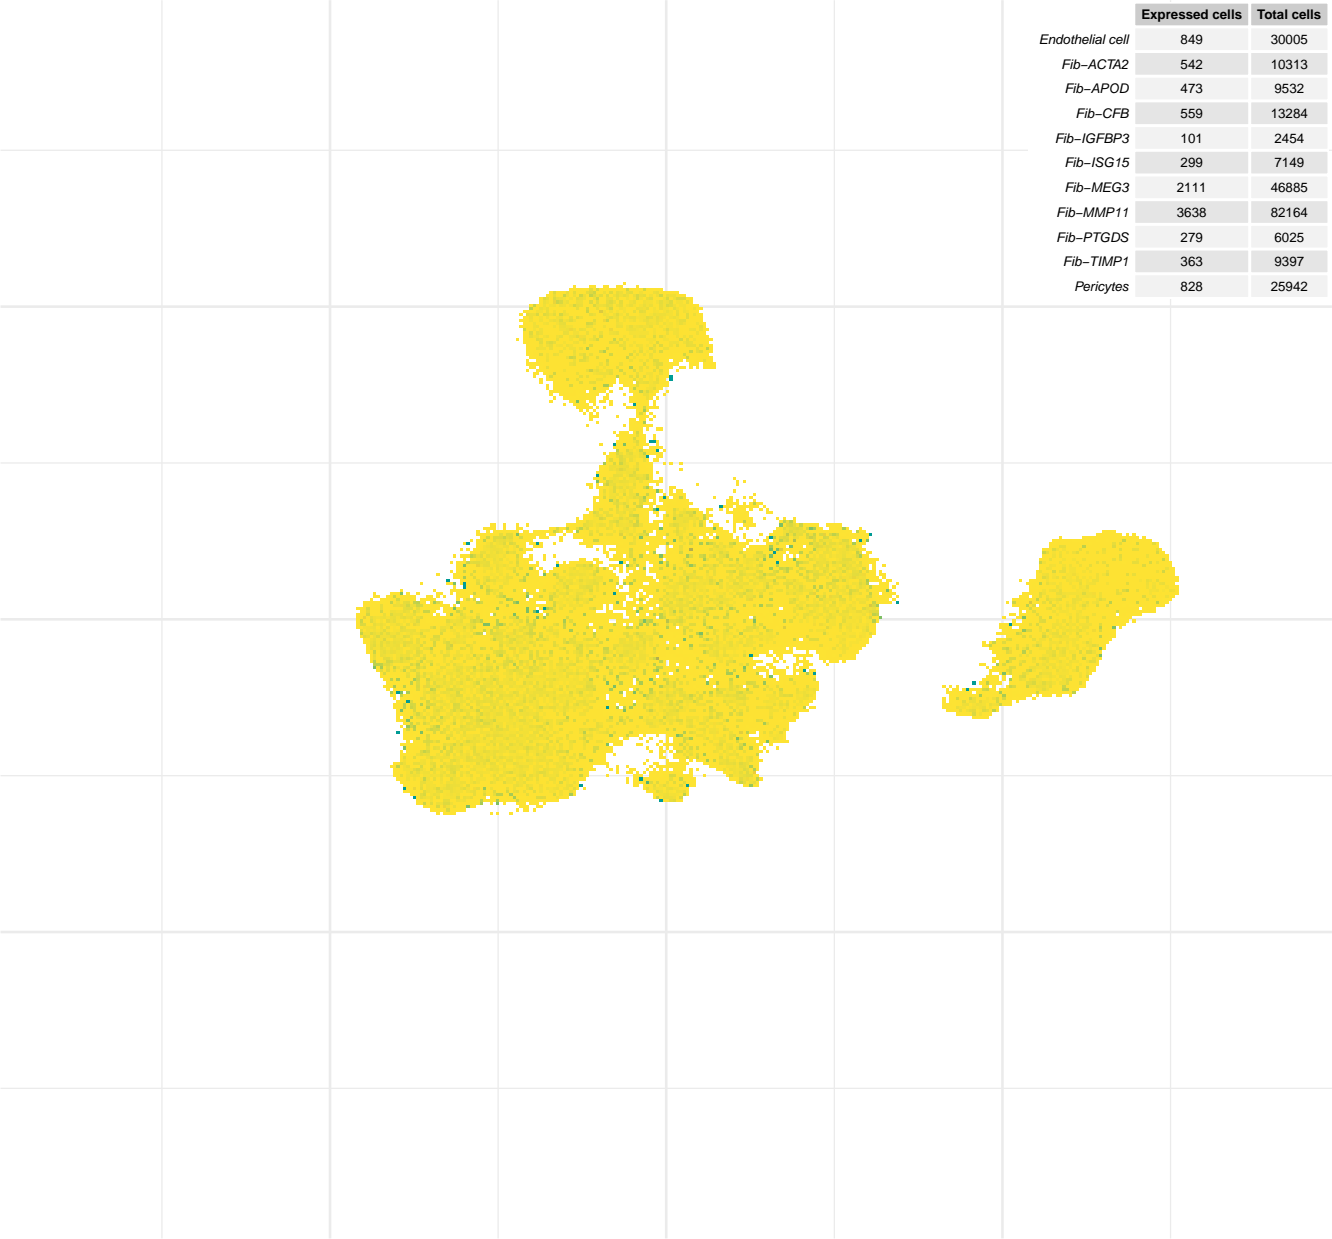 Expressed cells Total cells
Endothelial cell 849 30005
Fib−ACTA2 542 10313
Fib−APOD 473 9532
Fib−CFB 559 13284
Fib−IGFBP3 101 2454
Fib−ISG15 299 7149
Fib−MEG3 2111 46885
Fib−MMP11 3638 82164
Fib−PTGDS 279 6025
Fib−TIMP1 363 9397
Pericytes 828 25942